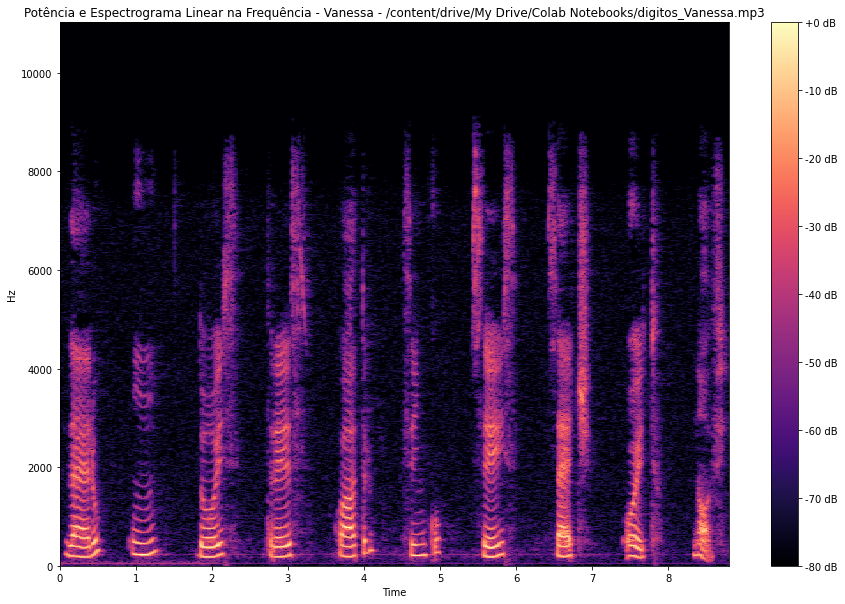 Potência e Espectrograma Linear na Frequência - Vanessa - /content/drive/My Drive/Colab Notebooks/digitos_Vanessa.mp3
+0 dB
10000
-10 dB
8000
-20 dB
-30 dB
6000
Hz
-40 dB
4000
-50 dB
-60 dB
2000
-70 dB
0
-80 dB
0 1 2 3 4 5 6 7 8
Time